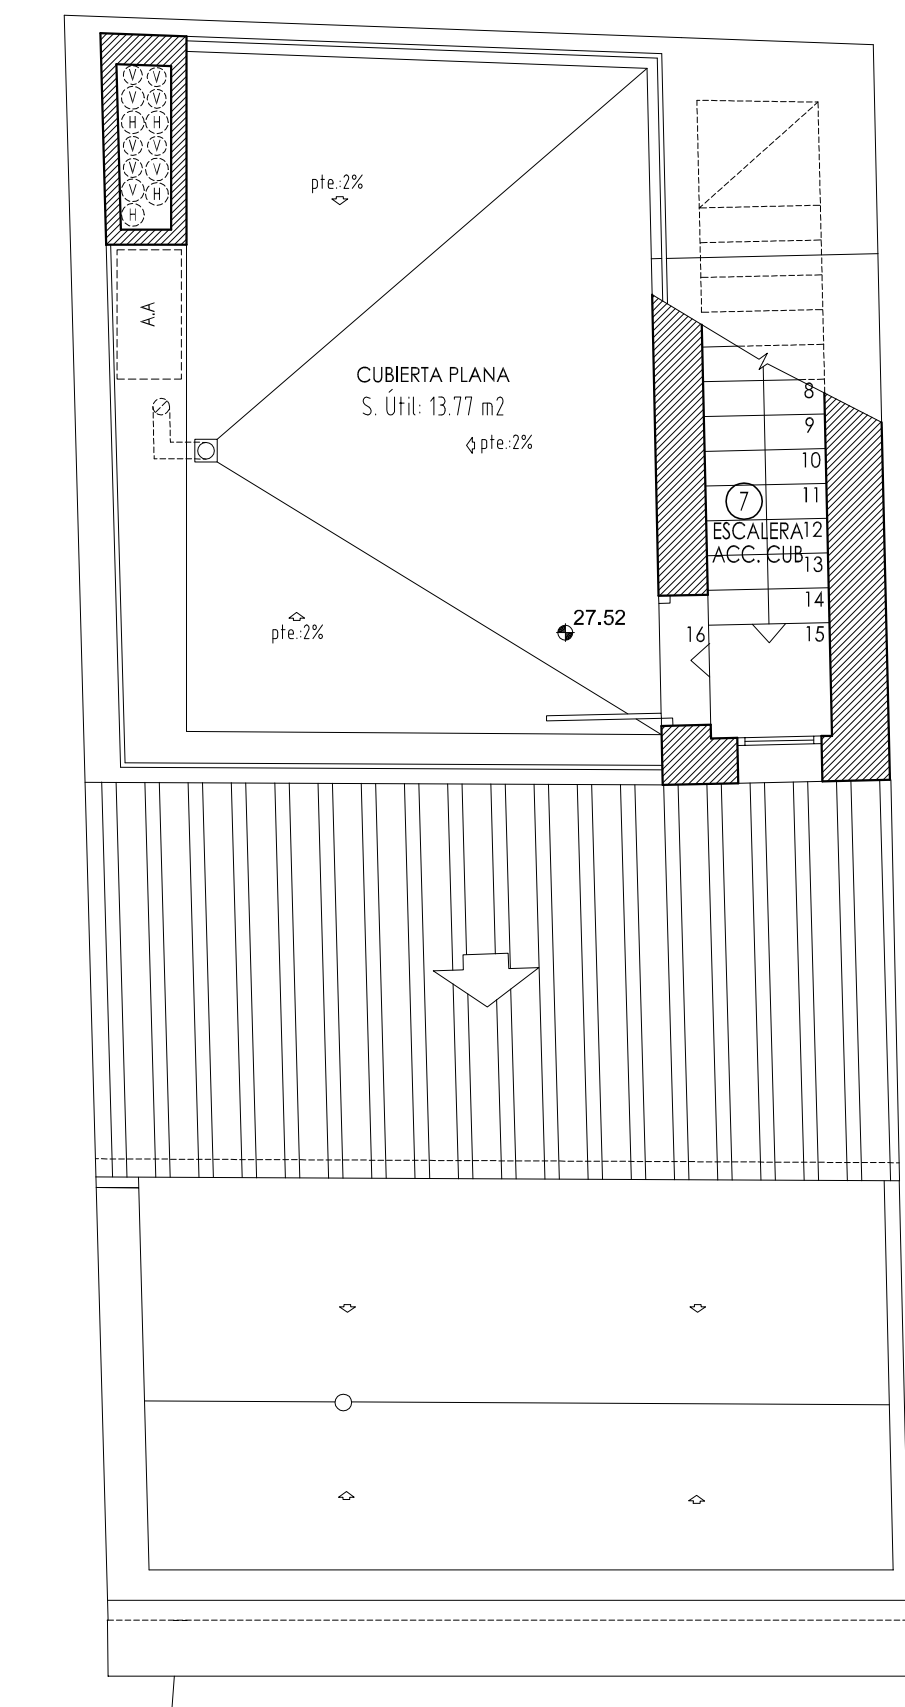 V V
V V
H H
V V
V V
V H
H
pte.:2%
A.A
CUBIERTA PLANA
S. Útil: 13.77 m2
pte.:2%
8
9
10
11
7
ESCALERA
12
ACC. CUB
13
14
27.52
pte.:2%
16
15